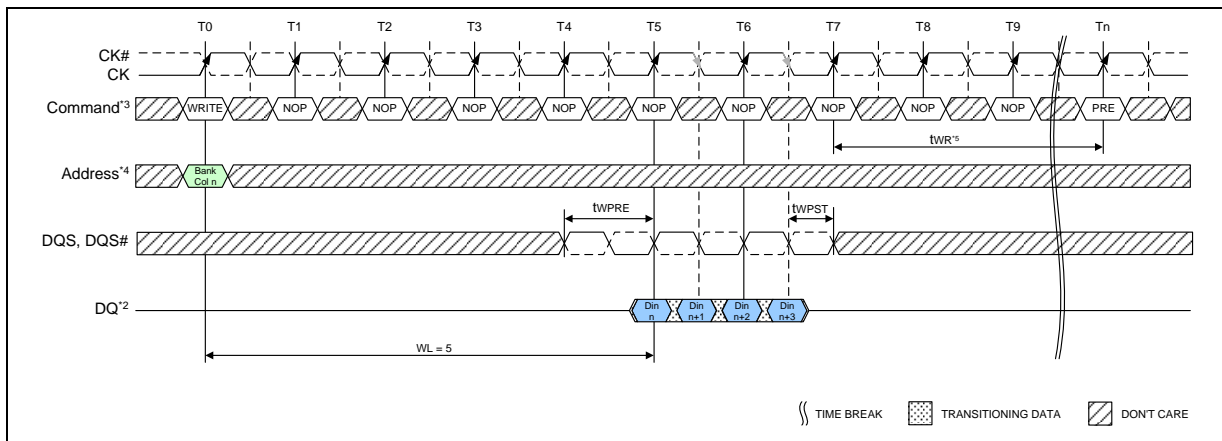 T0 T1 T2 T3 T4 T5 T6 T7 T8 T9 Tn
CK#
CK
Command*3 WRITE NOP NOP NOP NOP NOP NOP NOP NOP NOP PRE
tWR*5
Address*4 Bank
Col n
tWPRE tWPST
DQS, DQS#
DQ*2 Din
n Din
n+1 Din
n+2 Din
n+3
WL = 5
TIME BREAK TRANSITIONING DATA DON'T CARE